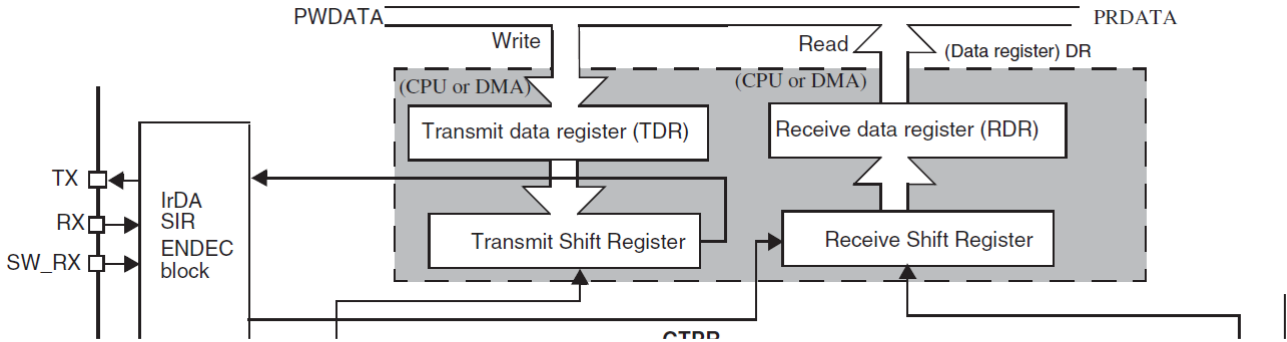 PWDATA
PRDATA
Write
Read
(Data register) DR
(CPU or DMA)
(CPU or DMA)
Transmit data register (TDR)
Receive data register (RDR)
TX
IrDA
SIR
ENDEC
block
RX
SW_RX
Transmit Shift Register
Receive Shift Register